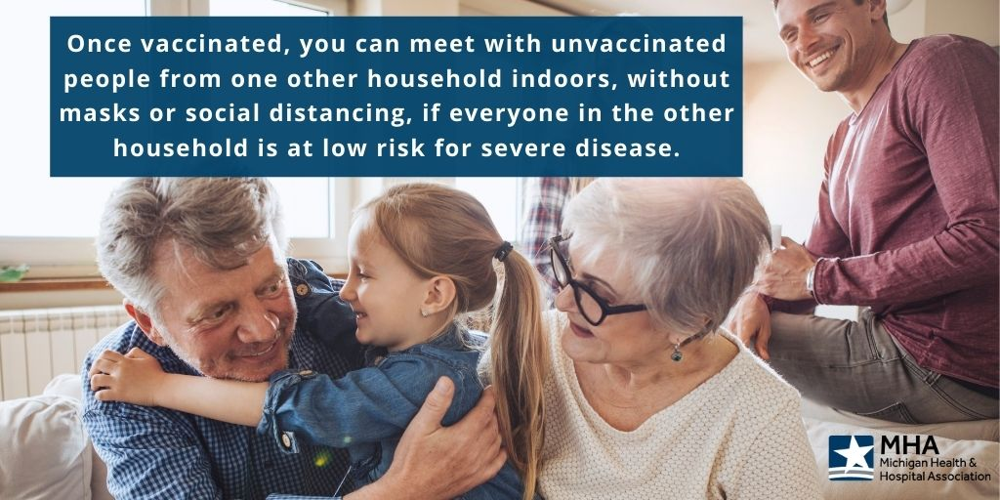 Once vaccinated, you can meet with unvaccinated
people from one other household indoors, without
masks or social distancing, if everyone in the other
household is at low risk for severe disease.
MHA
Michigan Health &
Hospital Association